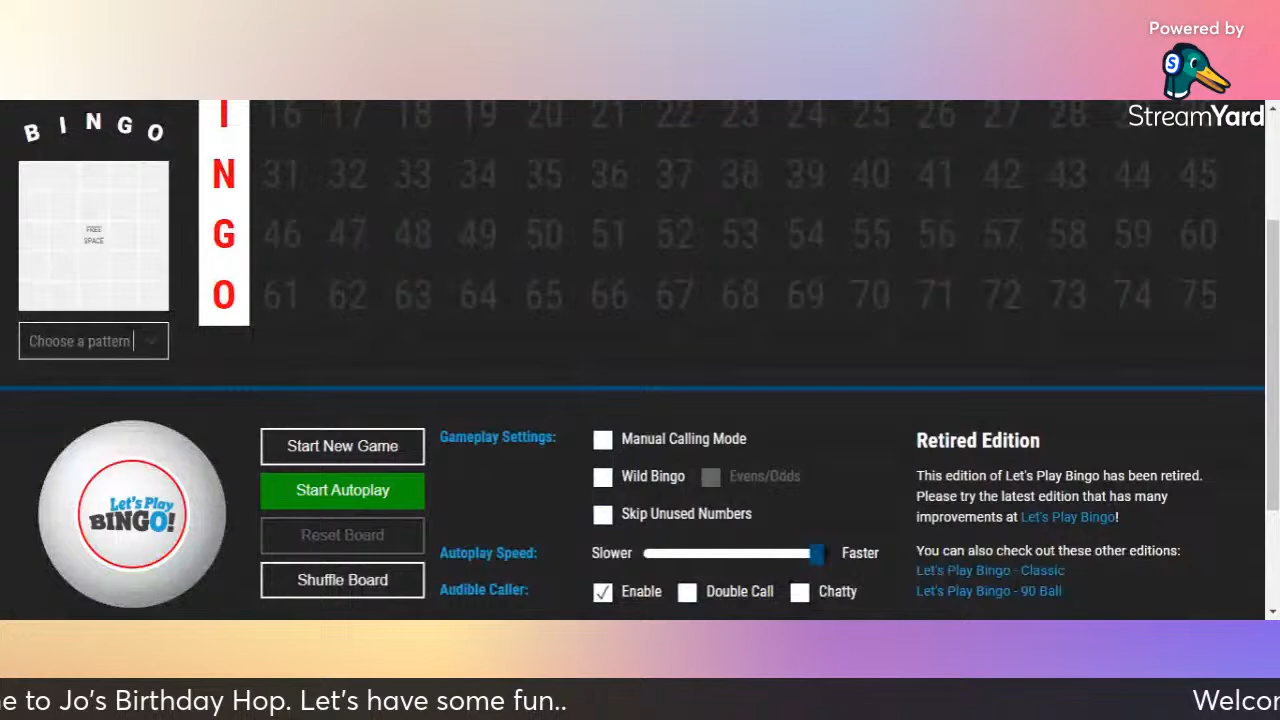 Powered by
StreamYard
B I N G O
I 16 17 18 19 20 21 22 23 24 25 26 27 28
N 31 32 33 34 35 36 37 38 39 40 41 42 43 44 45
G 46 47 48 49 50 51 52 53 54 55 56 57 58 59 60
O 61 62 63 64 65 66 67 68 69 70 71 72 73 74 75
FREE
SPACE
Choose a pattern
Let's Play
BINGO!
Start New Game
Start Autoplay
Reset Board
Shuffle Board
Gameplay Settings:
Manual Calling Mode
Wild Bingo Evens/Odds
Skip Unused Numbers
Autoplay Speed: Slower Faster
Audible Caller: Enable Double Call Chatty
Retired Edition
This edition of Let's Play Bingo has been retired.
Please try the latest edition that has many
improvements at Let's Play Bingo!
You can also check out these other editions:
Let's Play Bingo - Classic
Let's Play Bingo - 90 Ball
e to Jo's Birthday Hop. Let's have some fun.. Welcor